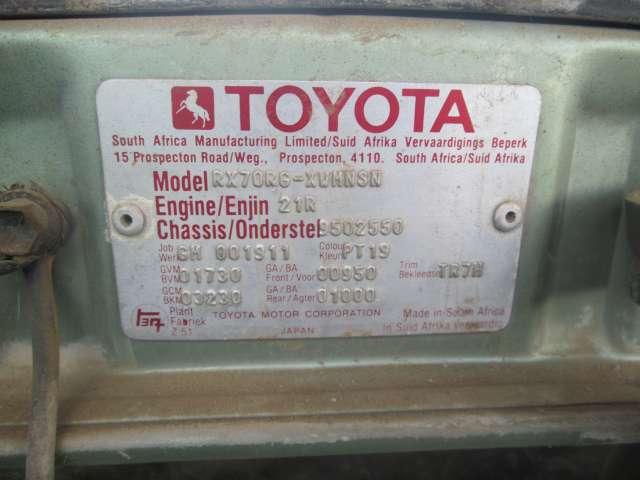 TOYOTA
South Africa Manufacturing Limited/Suid Afrika Vervaardigings Beperk
15 Prospecton Road/Weg., Prospecton, 4110. South Africa/Suid Afrika
Model RX70RG-XWMNSN
Engine/Enjin 21R
Chassis/Onderstel 9502550
Job Werk GM 001911 Colour Kleur PT19
GVM BVM 01730 GA/BA Front/Voor 00950 Trim Bekleedsel TR7H
GCM BKM 03230 GA/BA Rear/Agter 01000
Plant Fabriek Z.51 TOYOTA MOTOR CORPORATION Made in South Africa
JAPAN In Suid Afrika Vervaardig